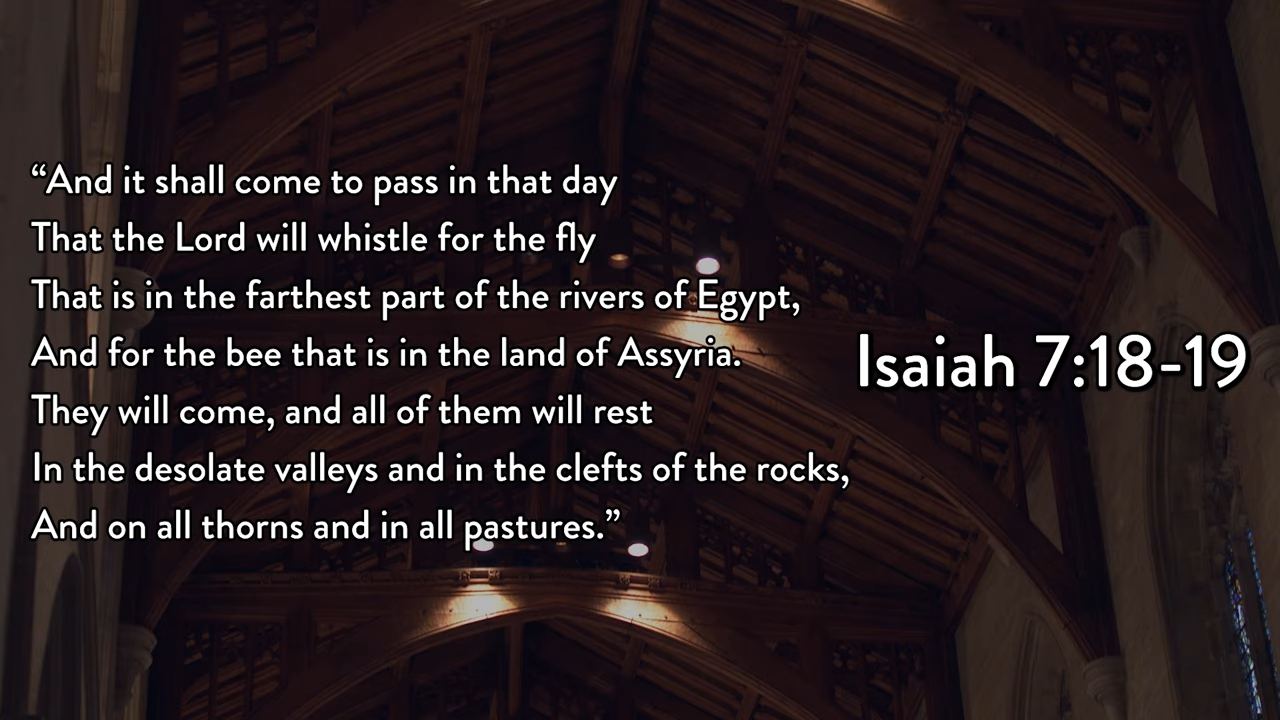 “And it shall come to pass in that day
That the Lord will whistle for the fly
That is in the farthest part of the rivers of Egypt,
And for the bee that is in the land of Assyria.
They will come, and all of them will rest
In the desolate valleys and in the clefts of the rocks,
And on all thorns and in all pastures.”
Isaiah 7:18-19